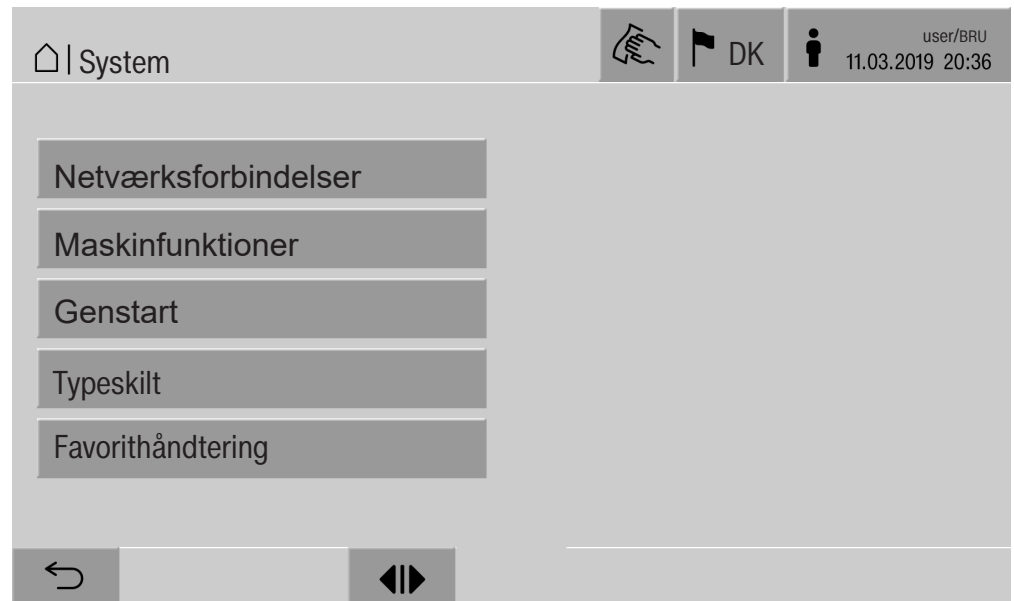 System
DK
user/BRU
11.03.2019 20:36
Netværksforbindelser
Maskinfunktioner
Genstart
Typeskilt
Favorithåndtering